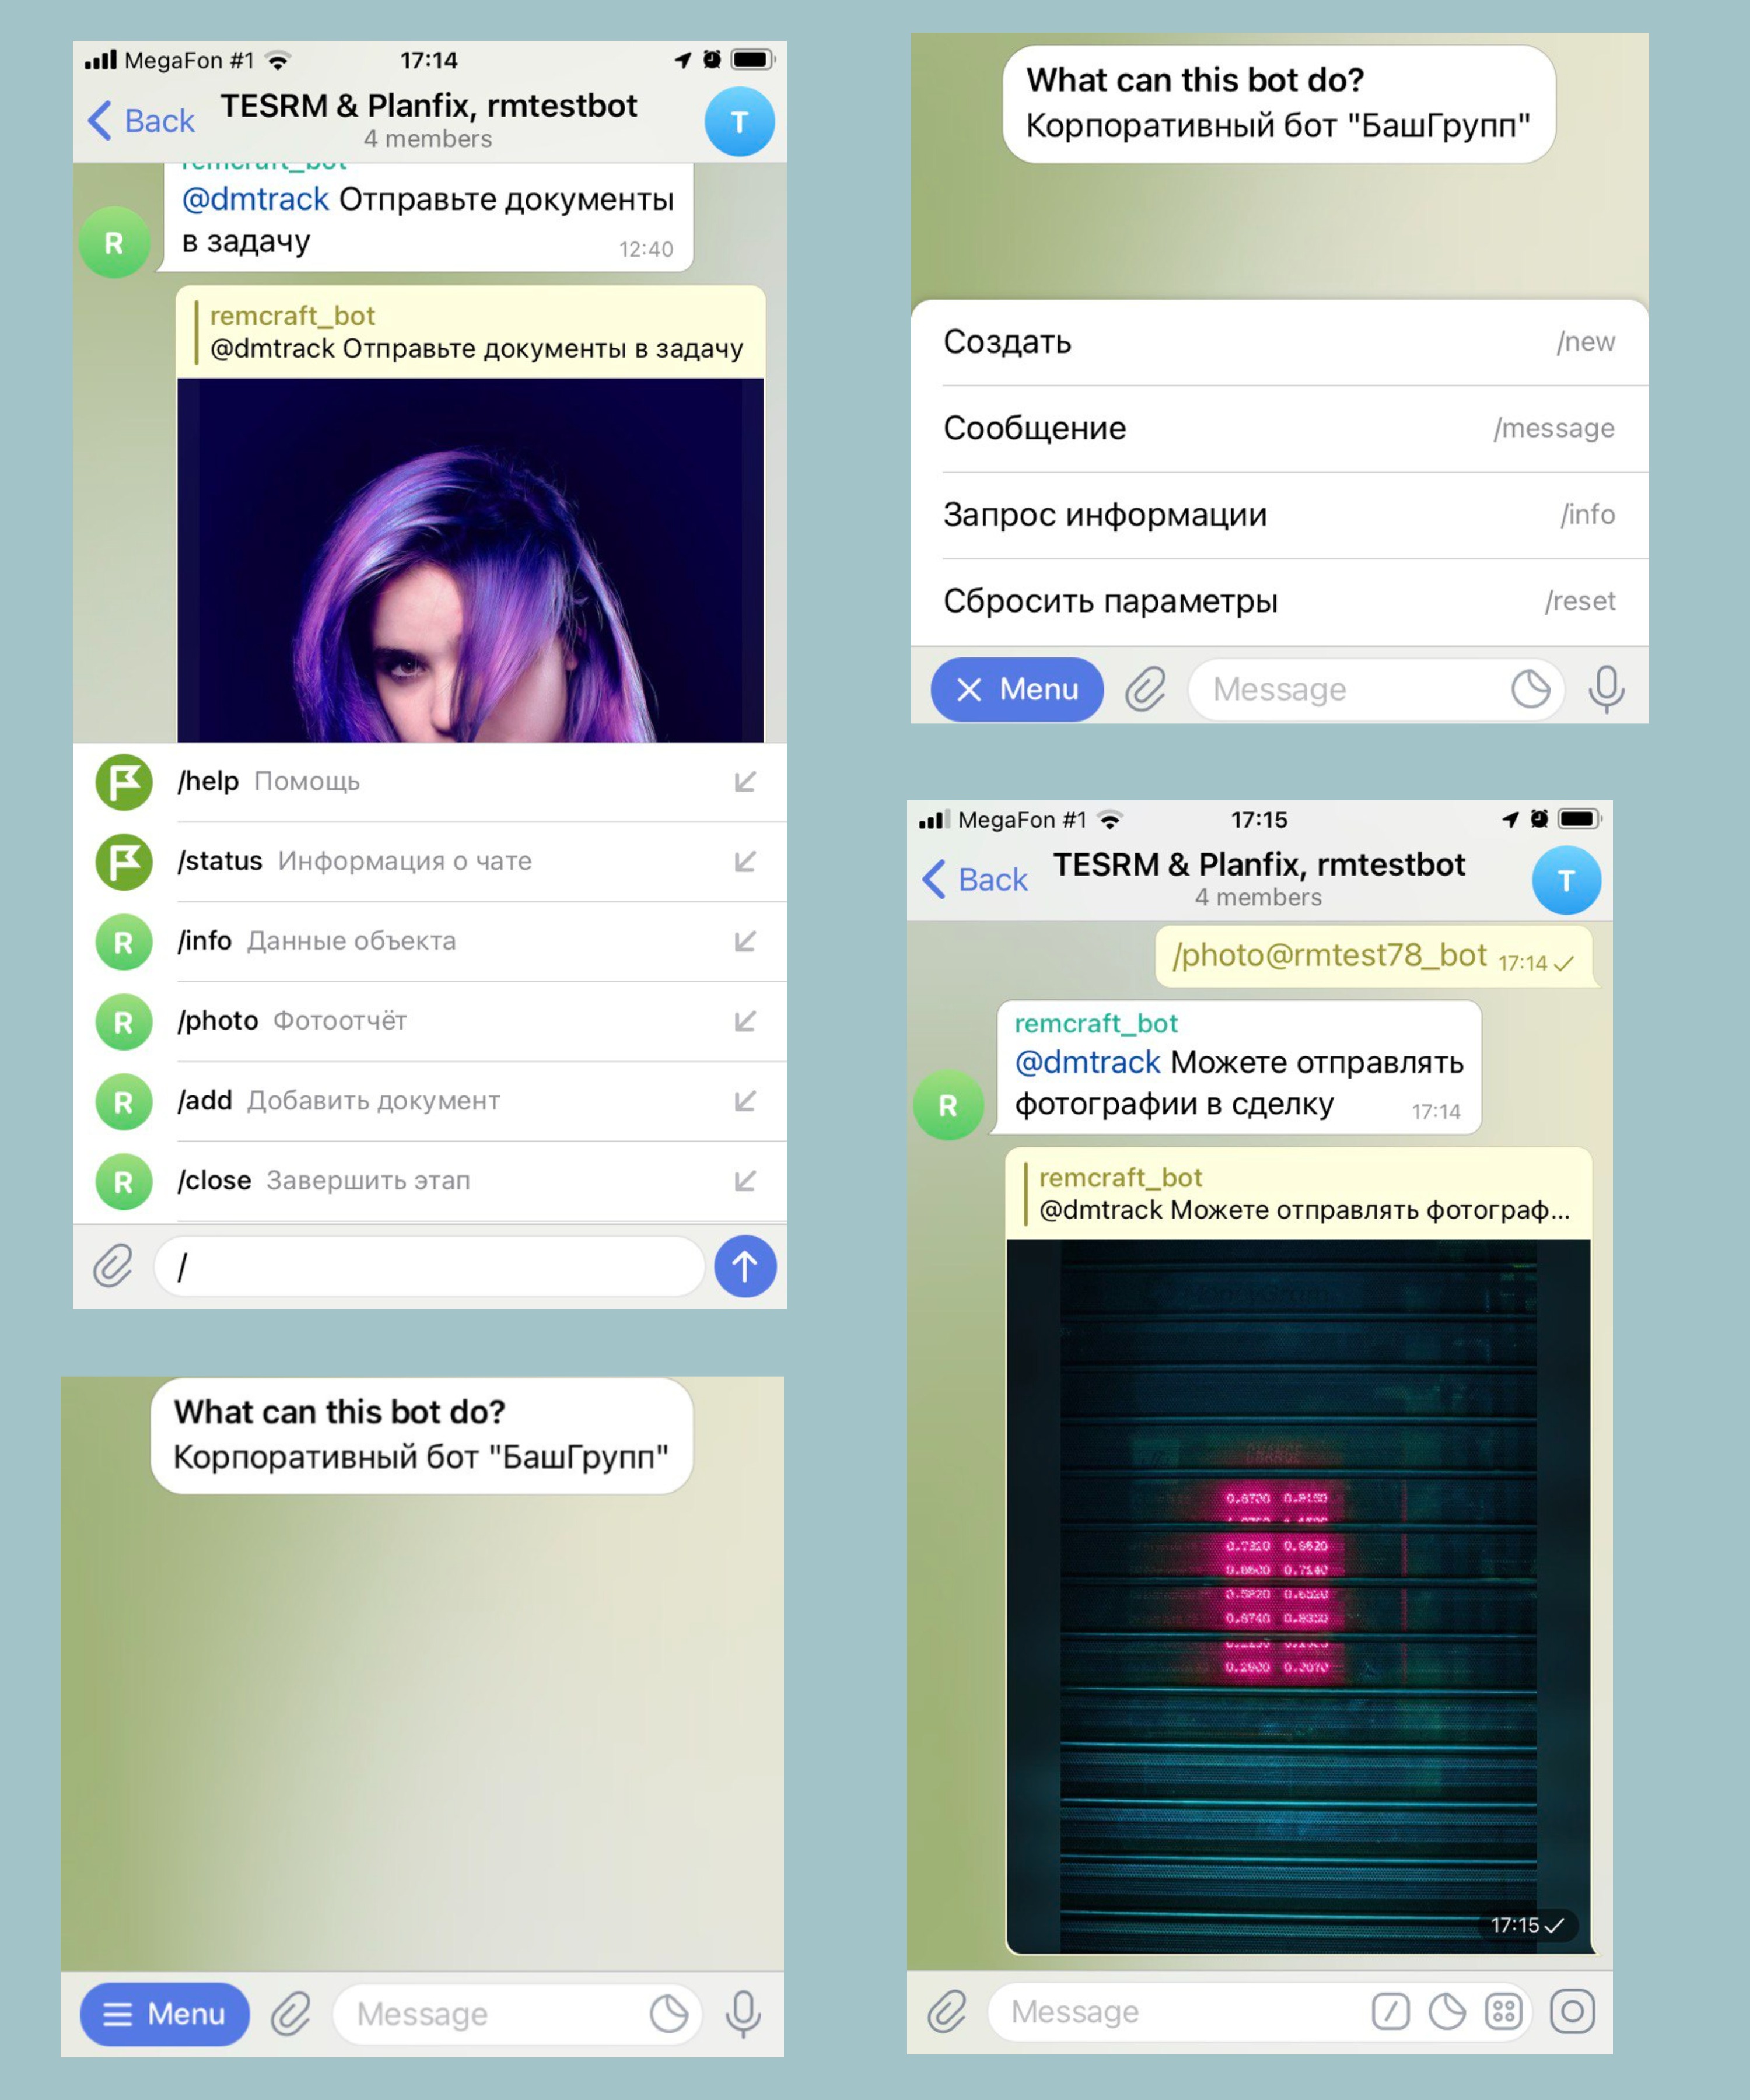 MegaFon #1 17:14
Back TESRM & Planfix, rmtestbot T
4 members
remcraft_bot
@dmtrack Отправьте документы
в задачу 12:40
R
remcraft_bot
@dmtrack Отправьте документы в задачу
/help Помощь
/status Информация о чате
R /info Данные объекта
R /photo Фотоотчёт
R /add Добавить документ
R /close Завершить этап
/
What can this bot do?
Корпоративный бот "БашГрупп"
Создать /new
Сообщение /message
Запрос информации /info
Сбросить параметры /reset
Menu Message
What can this bot do?
Корпоративный бот "БашГрупп"
Menu Message
MegaFon #1 17:15
Back TESRM & Planfix, rmtestbot T
4 members
/photo@rmtest78_bot 17:14
remcraft_bot
@dmtrack Можете отправлять
фотографии в сделку 17:14
R
remcraft_bot
@dmtrack Можете отправлять фотограф...
17:15
Message